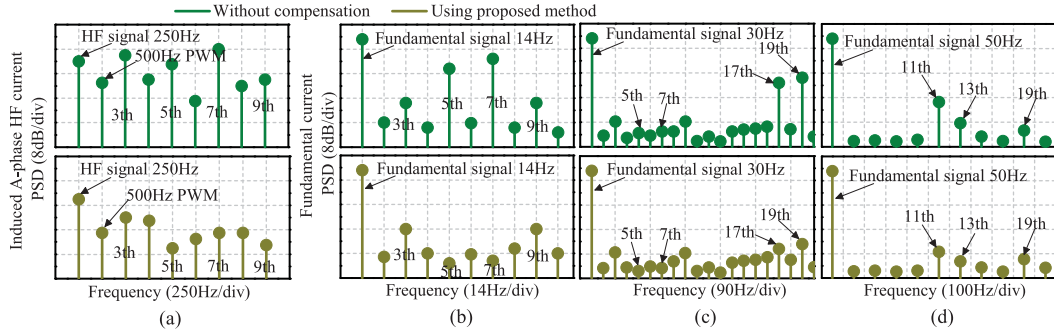 Without compensation
Using proposed method
Induced A-phase HF current
PSD (8dB/div)
HF signal 250Hz
500Hz PWM
3th
5th
7th
9th
HF signal 250Hz
500Hz PWM
3th
5th
7th
9th
Frequency (250Hz/div)
(a)
Fundamental current
PSD (8dB/div)
Fundamental signal 14Hz
3th
5th
7th
9th
Fundamental signal 14Hz
3th
5th
7th
9th
Frequency (14Hz/div)
(b)
Fundamental signal 30Hz
5th
7th
17th
19th
Fundamental signal 30Hz
5th
7th
17th
19th
Frequency (90Hz/div)
(c)
Fundamental signal 50Hz
11th
13th
19th
Fundamental signal 50Hz
11th
13th
19th
Frequency (100Hz/div)
(d)